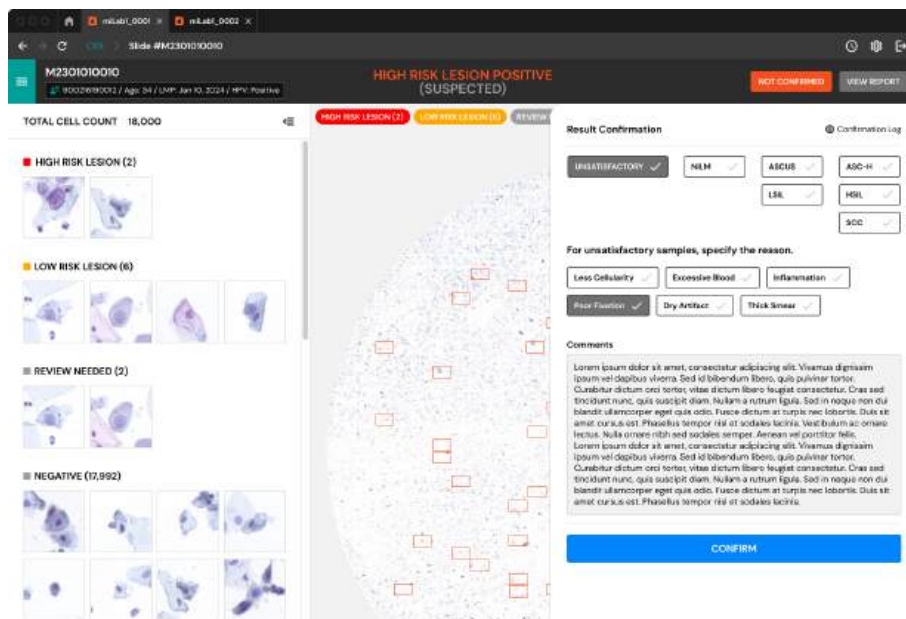 miLab1_0001 ×
miLab1_0002 ×
Slide #M2301010010
M2301010010
HIGH RISK LESION POSITIVE
(SUSPECTED)
NOT CONFIRMED
VIEW REPORT
Age: 54 / LMP: Jan 10, 2024 / HPV: Positive
TOTAL CELL COUNT 18,000
HIGH RISK LESION (2)
LOW RISK LESION (6)
REVIEW NEEDED (2)
NEGATIVE (17,992)
HIGH RISK LESION (2)
LOW RISK LESION (6)
REVIEW
Result Confirmation
Confirmation Log
UNSATISFACTORY
NILM
ASCUS
ASC-H
LSIL
HSIL
SCC
For unsatisfactory samples, specify the reason.
Less Cellularity
Excessive Blood
Inflammation
Poor Fixation
Dry Artifact
Thick Smear
Comments
Lorem ipsum dolor sit amet, consectetur adipiscing elit. Vivamus dignissim
ipsum vel dapibus viverra. Sed id bibendum libero, quis pulvinar tortor.
Curabitur dictum orci tortor, vitae dictum libero feugiat consectetur. Cras sed
tincidunt nunc, quis suscipit diam. Nullam a rutrum ligula. Sed in neque non dui
blandit ullamcorper eget quis odio. Fusce dictum at turpis nec lobortis. Duis sit
amet cursus est. Phasellus tempor nisl et sodales lacinia. Vestibulum ac ornare
lectus. Nulla ornare nibh sed sodales semper. Aenean vel porttitor felis.
Lorem ipsum dolor sit amet, consectetur adipiscing elit. Vivamus dignissim
ipsum vel dapibus viverra. Sed id bibendum libero, quis pulvinar tortor.
Curabitur dictum orci tortor, vitae dictum libero feugiat consectetur. Cras sed
tincidunt nunc, quis suscipit diam. Nullam a rutrum ligula. Sed in neque non dui
blandit ullamcorper eget quis odio. Fusce dictum at turpis nec lobortis. Duis sit
amet cursus est. Phasellus tempor nisl et sodales lacinia.
CONFIRM